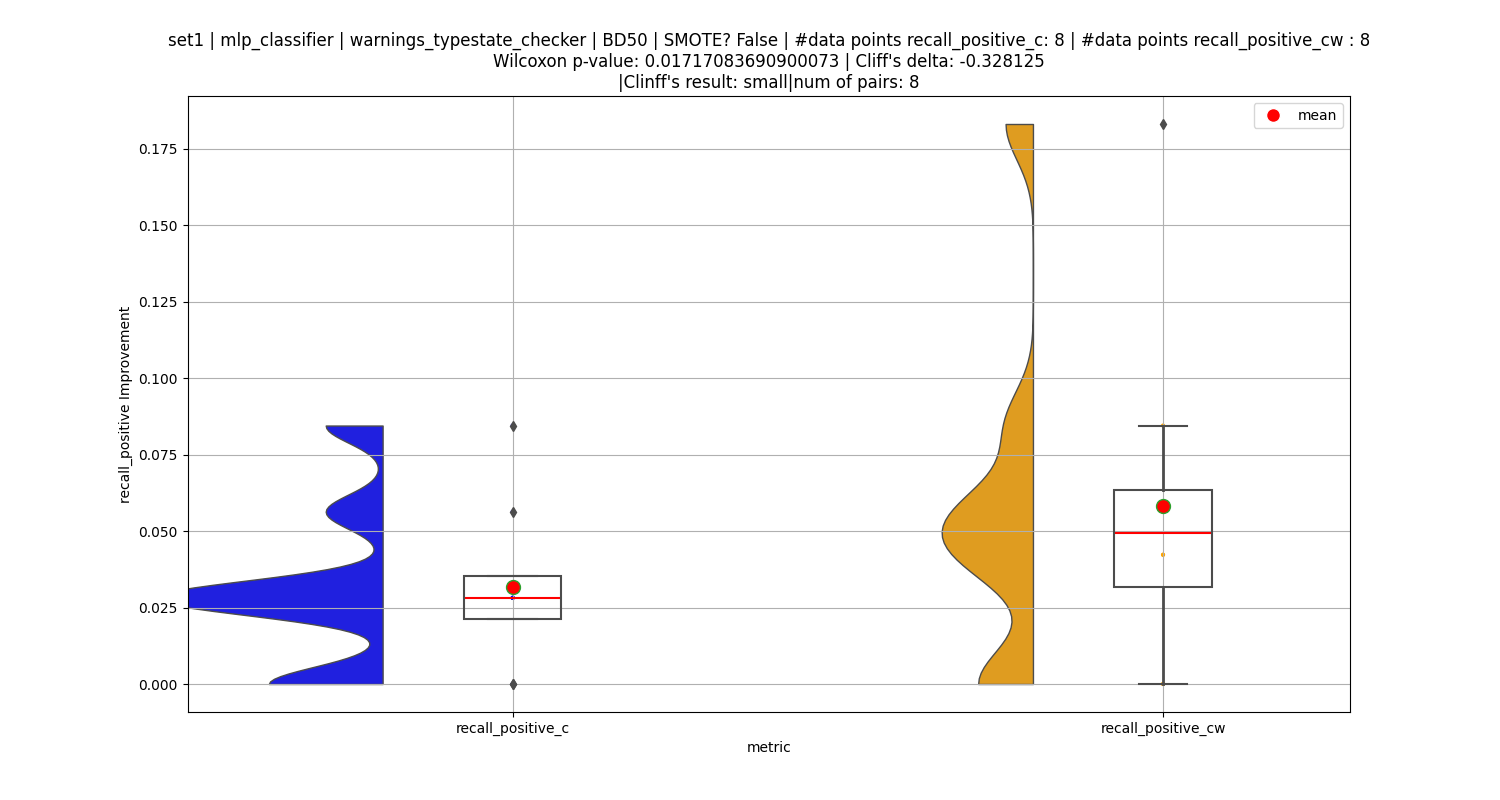 set1 | mlp_classifier | warnings_typestate_checker | BD50 | SMOTE? False | #data points recall_positive_c: 8 | #data points recall_positive_cw : 8
Wilcoxon p-value: 0.01717083690900073 | Cliff's delta: -0.328125
|Clinff's result: small|num of pairs: 8
mean
0.175
0.150
0.125
0.100
0.075
0.050
0.025
0.000
recall_positive Improvement
recall_positive_c
recall_positive_cw
metric